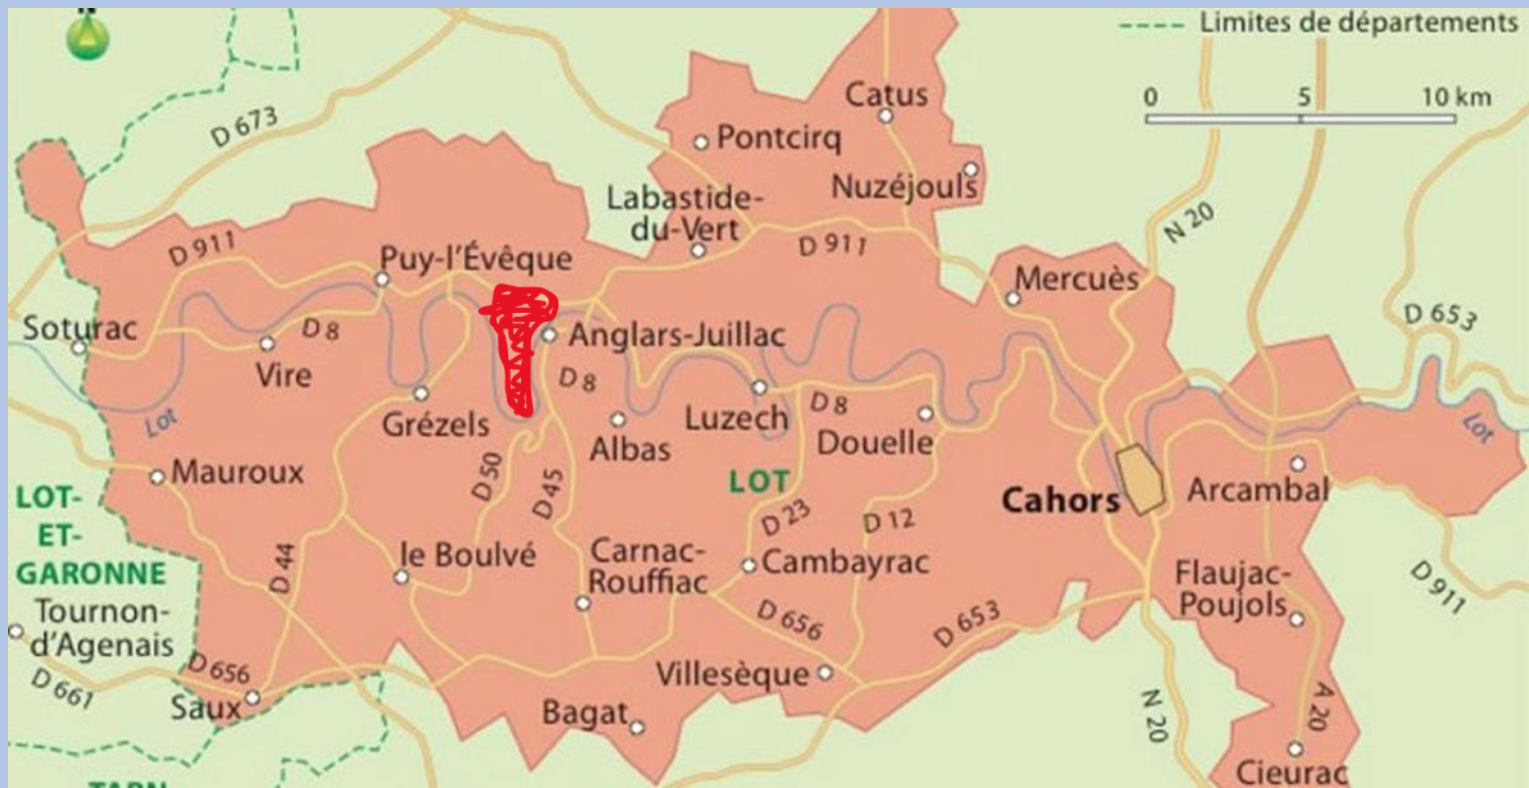 N
Limites de départements
0 5 10 km
Catus
D 673
Pontcirq
Nuzéjouls
Labastide-
du-Vert
N 20
D 911
D 911
Puy-l'Évêque
Mercuès
D 653
Soturac
D 8
Anglars-Juillac
Vire
D 8
Lot
Grézels
Albas
Luzech
D 8
Douelle
Lot
Mauroux
D 50
D 45
LOT
Cahors
Arcambal
LOT-
ET-
GARONNE
D 23
D 12
D 44
le Boulvé
Carnac-
Rouffiac
Cambayrac
Flaujac-
Poujols
D 911
Tournon-
d'Agenais
D 656
D 653
D 656
D 661
Saux
Villesèque
Bagat
N 20
A 20
Cieurac
TARN